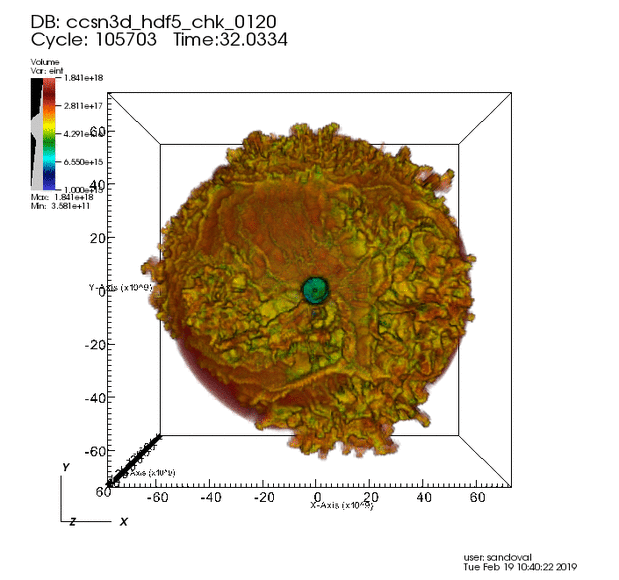 DB: ccsn3d_hdf5_chk_0120
Cycle: 105703 Time:32.0334
Volume
Var: eint
1.841e+18
2.811e+17
4.291e+16
6.550e+15
1.000e+15
Max: 1.841e+18
Min: 3.581e+11
60
40
20
0
-20
-40
-60
Y-Axis (x10^9)
Axis (x10^9)
60
-60
-40
-20
0
20
40
60
X-Axis (x10^9)
Y
Z
X
user: sandoval
Tue Feb 19 10:40:22 2019